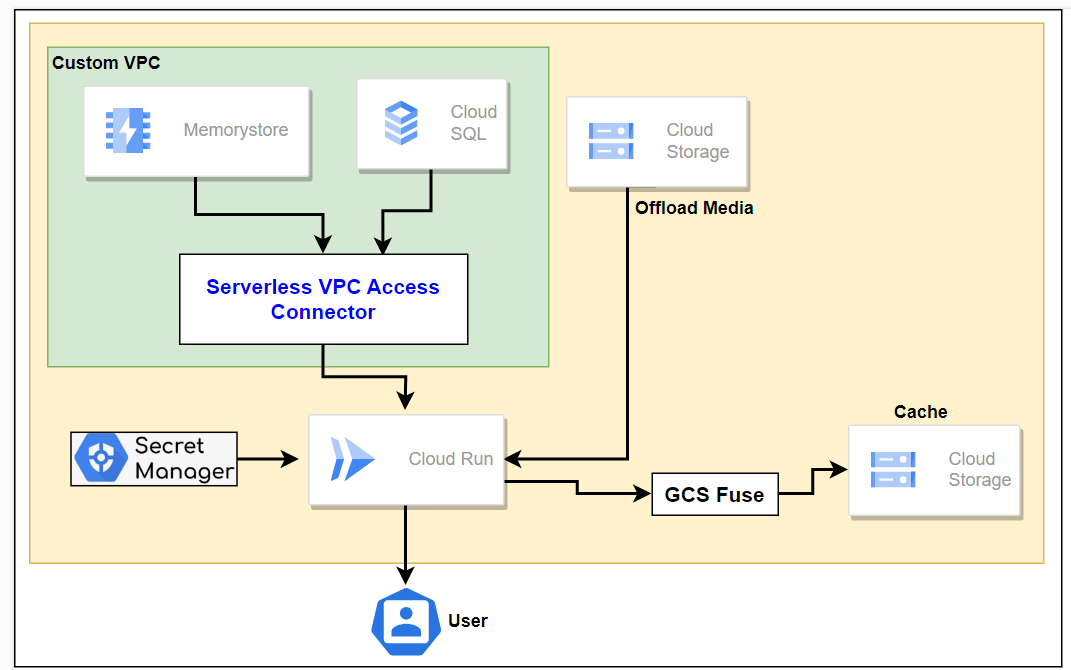 Custom VPC
Memorystore
Cloud
SQL
Cloud
Storage
Offload Media
Serverless VPC Access
Connector
Cache
Secret
Manager
Cloud Run
Cloud
Storage
GCS Fuse
User